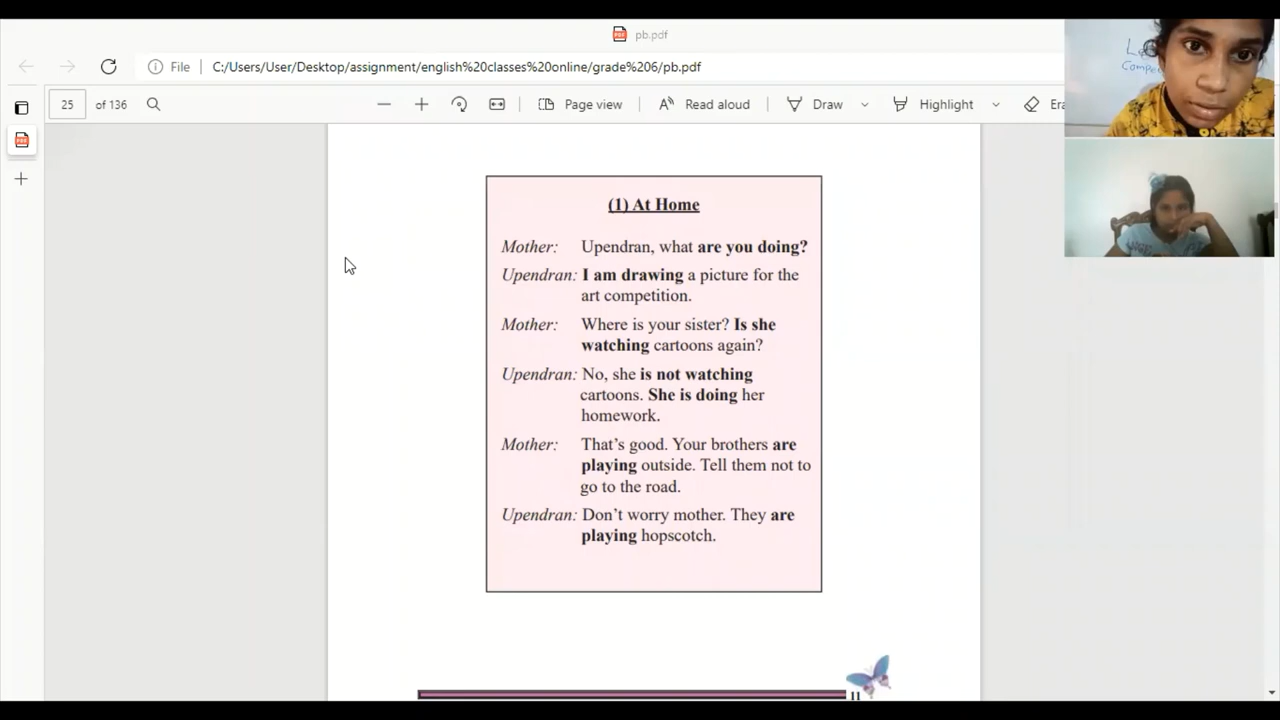 pb.pdf
File C:/Users/User/Desktop/assignment/english%20classes%20online/grade%206/pb.pdf
25 of 136 Page view Read aloud Draw Highlight Era
(1) At Home
Mother: Upendran, what are you doing?
Upendran: I am drawing a picture for the
art competition.
Mother: Where is your sister? Is she
watching cartoons again?
Upendran: No, she is not watching
cartoons. She is doing her
homework.
Mother: That's good. Your brothers are
playing outside. Tell them not to
go to the road.
Upendran: Don't worry mother. They are
playing hopscotch.
11